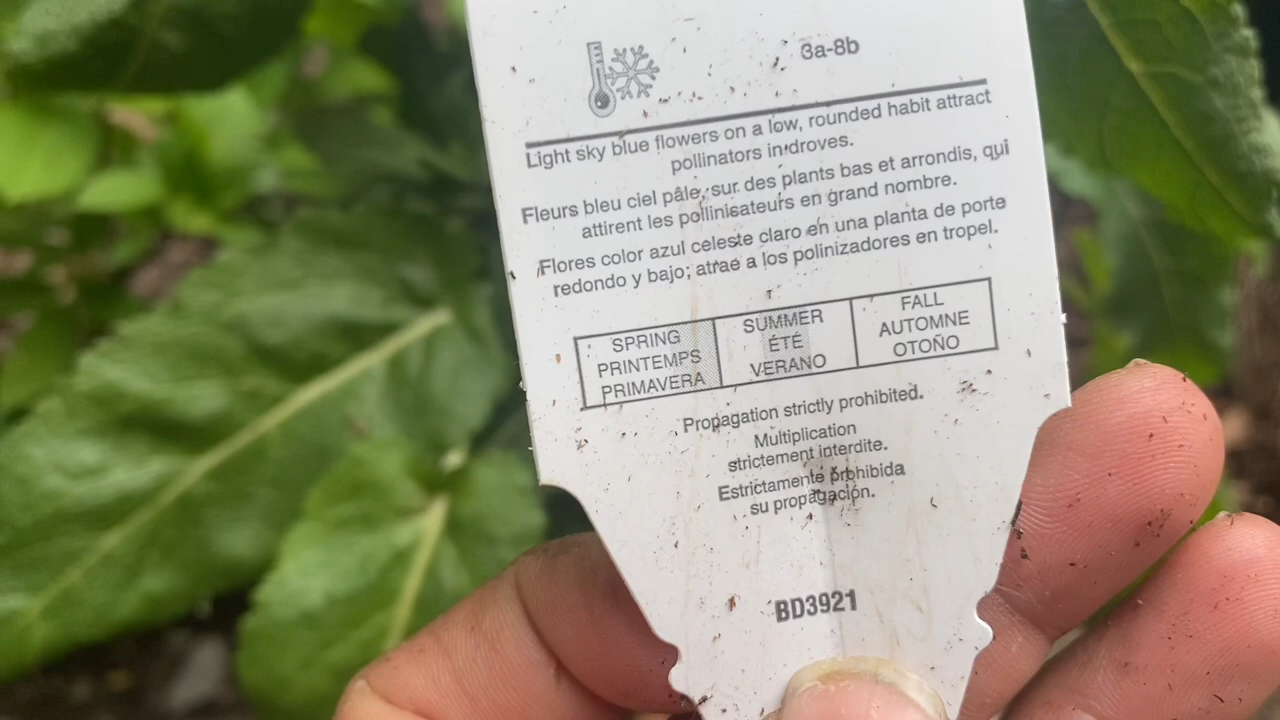 3a-8b
Light sky blue flowers on a low, rounded habit attract
pollinators in droves.
Fleurs bleu ciel pâle, sur des plants bas et arrondis, qui
attirent les pollinisateurs en grand nombre.
Flores color azul celeste claro en una planta de porte
redondo y bajo; atrae a los polinizadores en tropel.
SPRING
PRINTEMPS
PRIMAVERA
SUMMER
ÉTÉ
VERANO
FALL
AUTOMNE
OTOÑO
Propagation strictly prohibited.
Multiplication
strictement interdite.
Estrictamente prohibida
su propagación.
BD3921